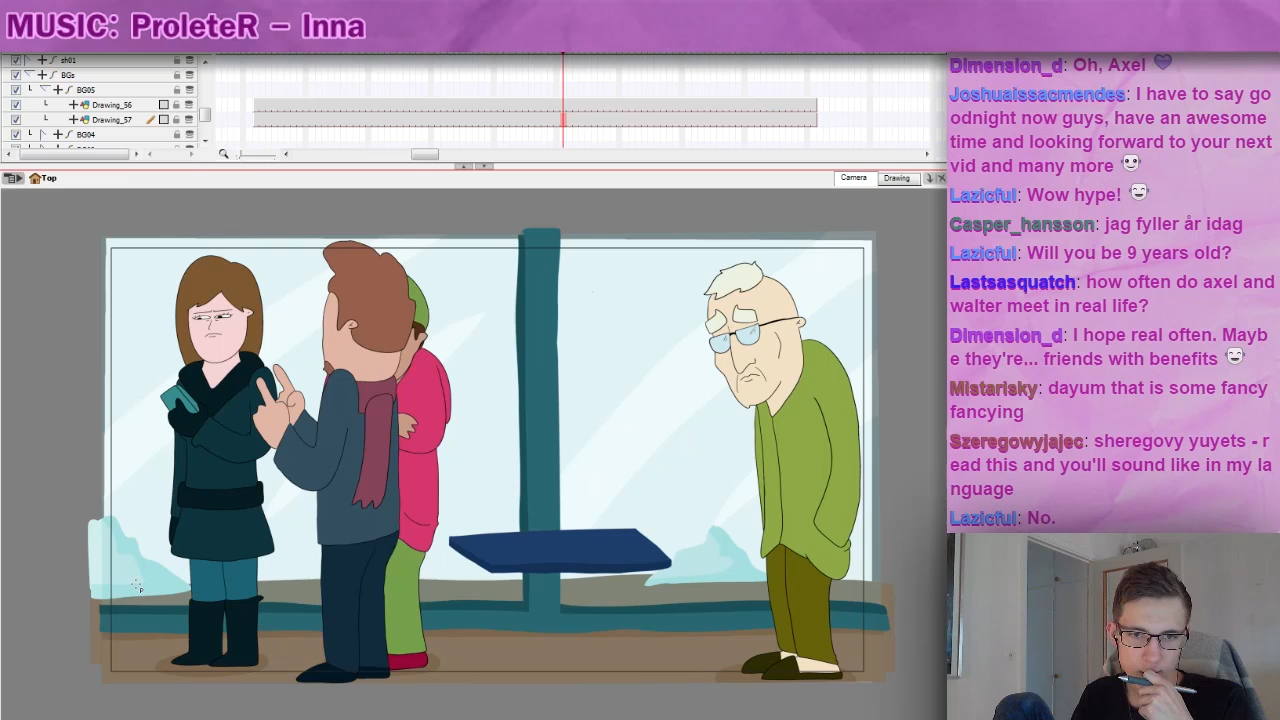 MUSIC: ProleteR – Inna
sh01
BGs
BG05
Drawing_56
Drawing_57
BG04
Top
Camera
Drawing
Dimension_d: Oh, Axel
Joshuaissacmendes: I have to say go
odnight now guys, have an awesome
time and looking forward to your next
vid and many more
Lazicful: Wow hype!
Casper_hansson: jag fyller år idag
Lazicful: Will you be 9 years old?
Lastsasquatch: how often do axel and
walter meet in real life?
Dimension_d: I hope real often. Mayb
e they're... friends with benefits
Mistarisky: dayum that is some fancy
fancying
Szeregowyjajec: sheregovy yuyets - r
ead this and you'll sound like in my la
nguage
Lazicful: No.